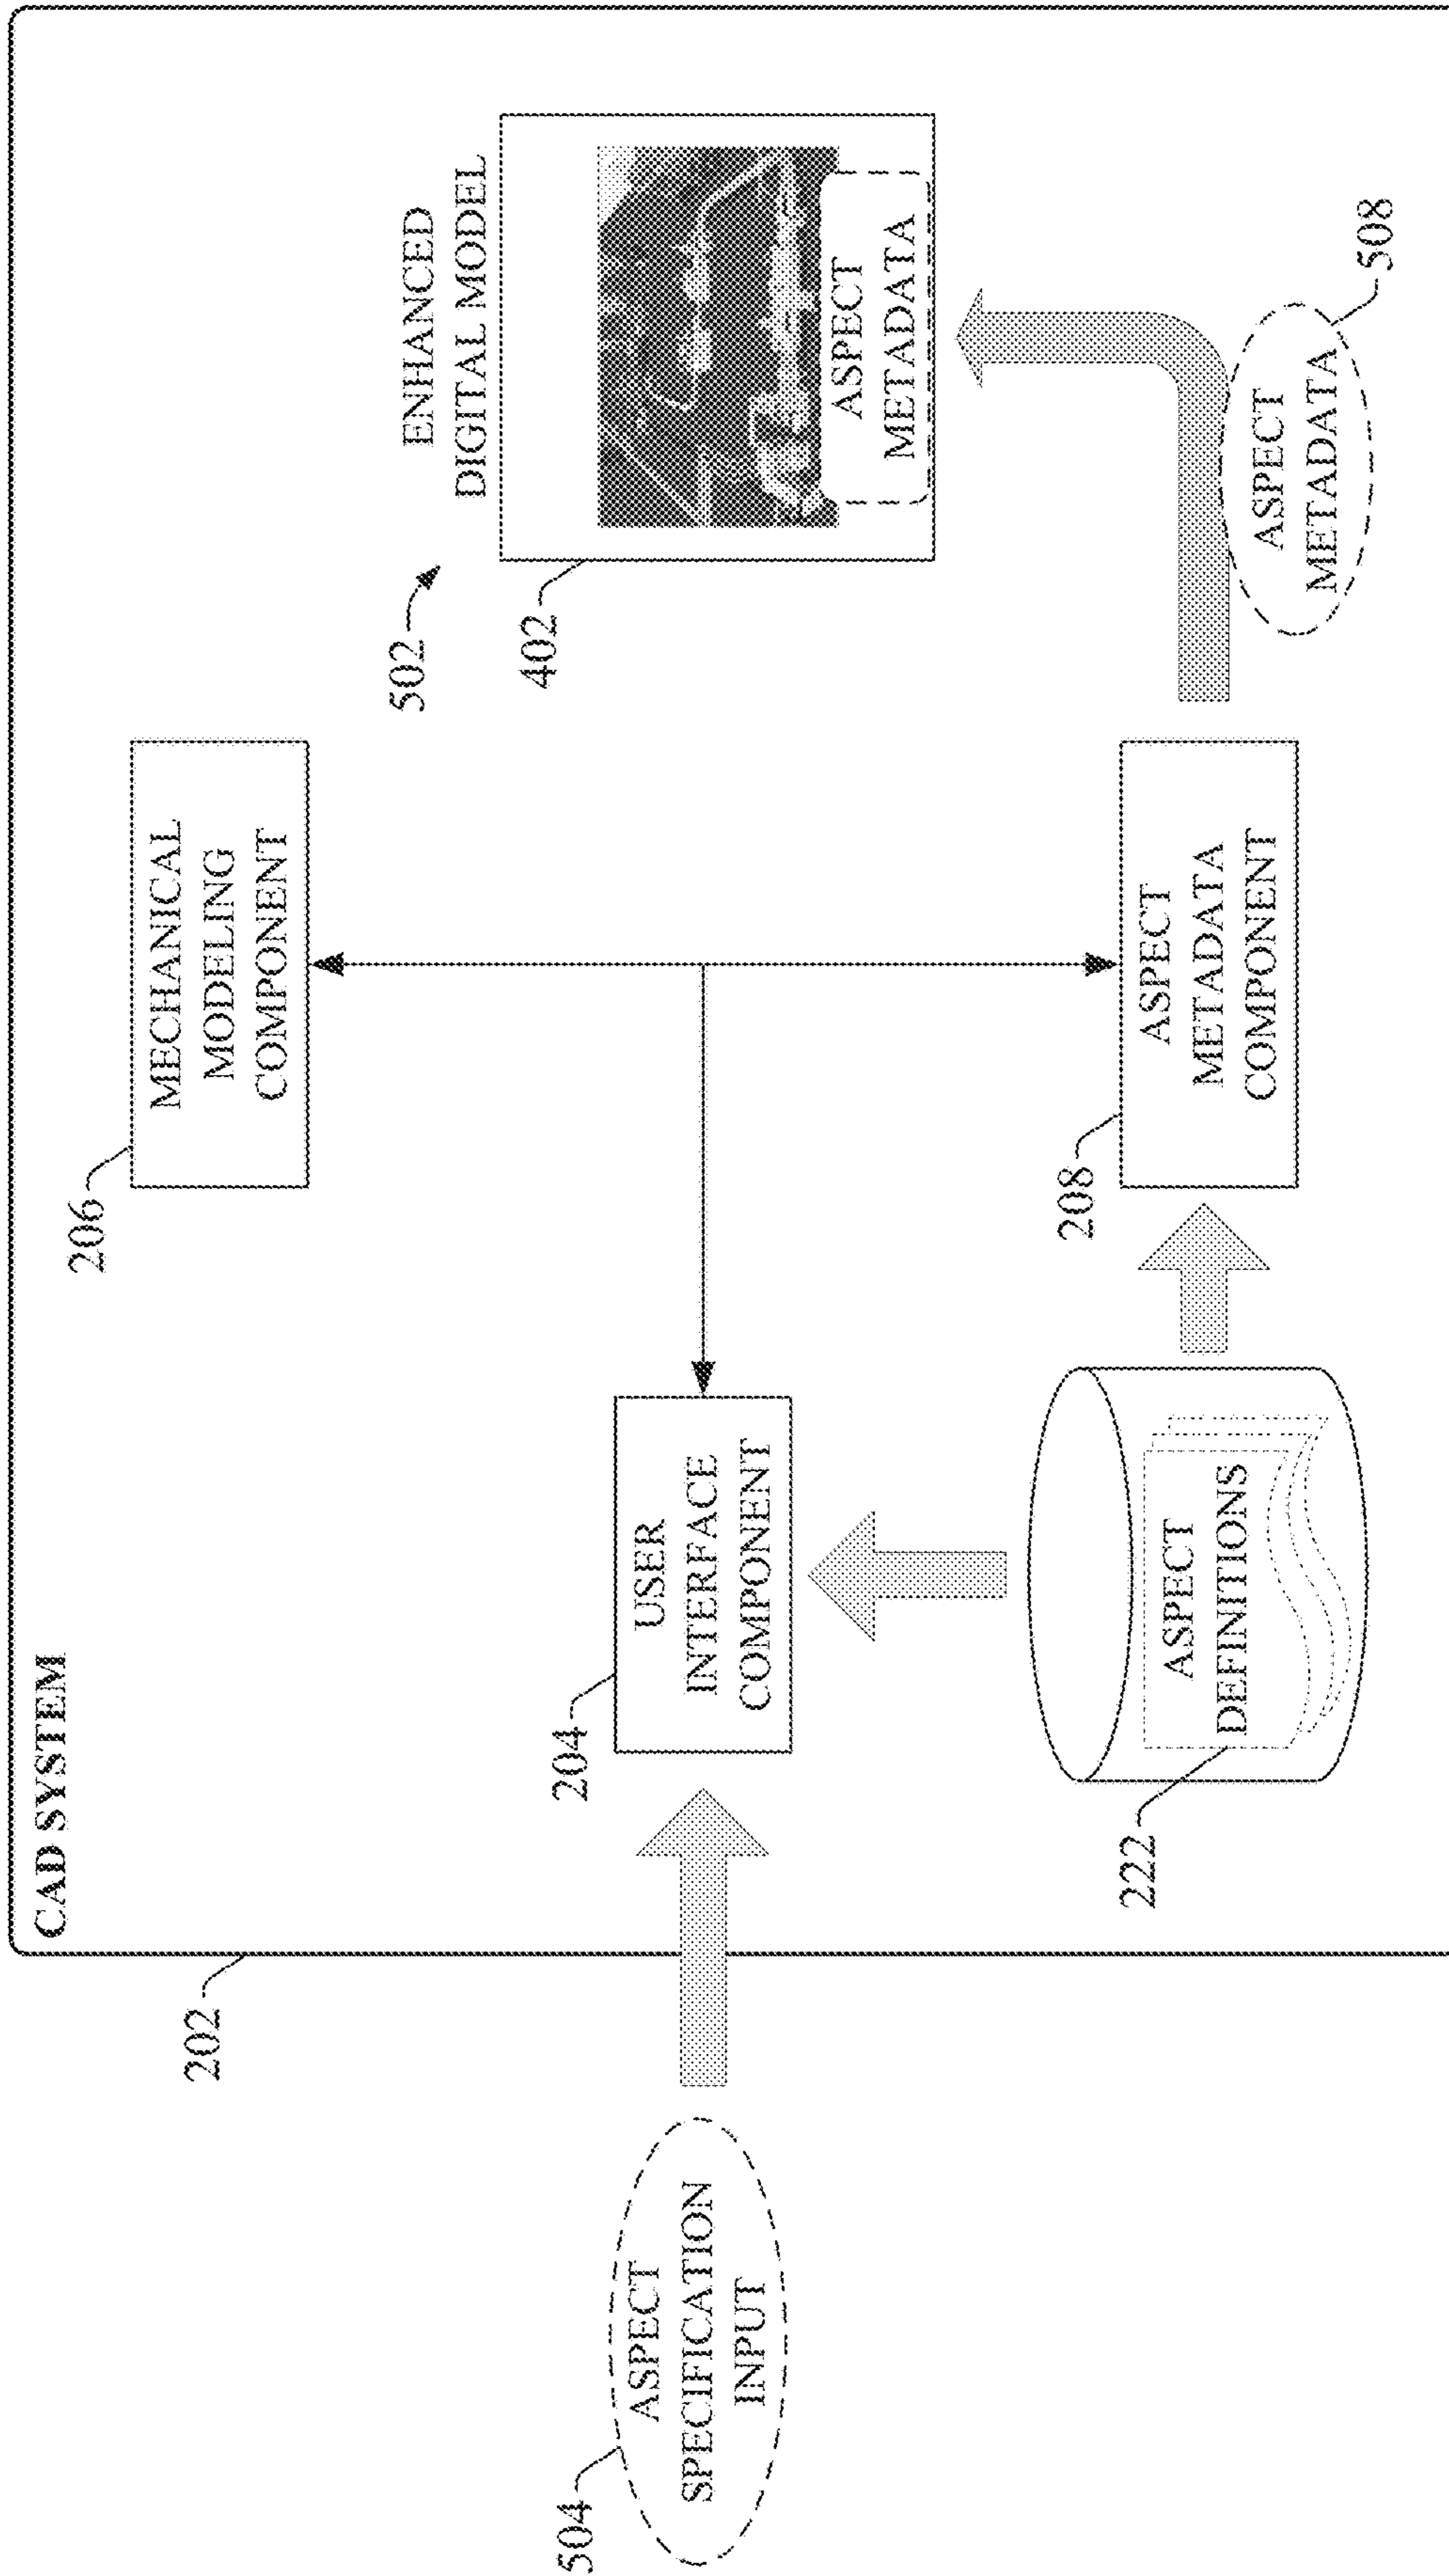 CAD SYSTEM
202
206
MECHANICAL
MODELING
COMPONENT
502
ENHANCED
DIGITAL MODEL
402
ASPECT
METADATA
504
ASPECT
SPECIFICATION
INPUT
204
USER
INTERFACE
COMPONENT
222
ASPECT
DEFINITIONS
208
ASPECT
METADATA
COMPONENT
ASPECT
METADATA
508